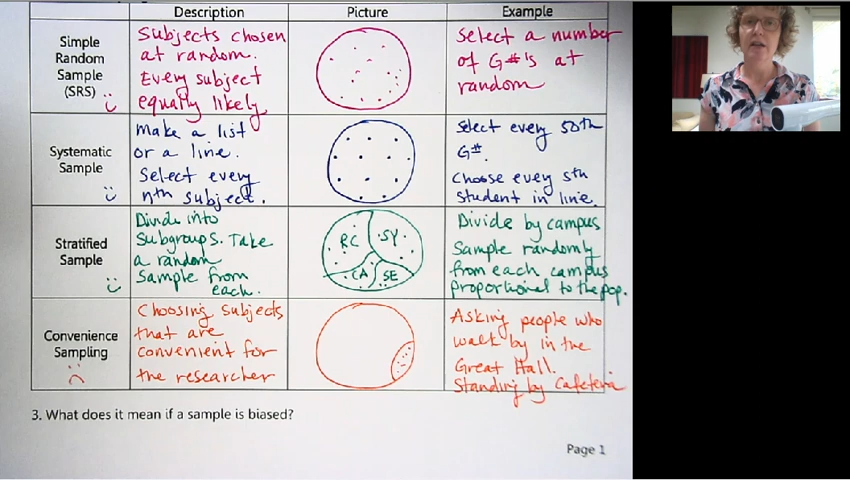 Description Picture Example
Simple
Random
Sample
(SRS)
Subjects chosen
at random.
Every subject
equally likely
Select a number
of G#'s at
random
Systematic
Sample
Make a list
or a line.
Select every
nth subject.
Select every 50th
G#.
Choose evey 5th
student in line.
Stratified
Sample
Divide into
Subgroups. Take
a random
Sample from
each.
RC SY
CA SE
Divide by campus
Sample randomly
from each campus
proportional to the pop.
Convenience
Sampling
Choosing subjects
that are
convenient for
the researcher
Asking people who
walk by in the
Great Hall.
Standing by Cafeteria
3. What does it mean if a sample is biased?
Page 1